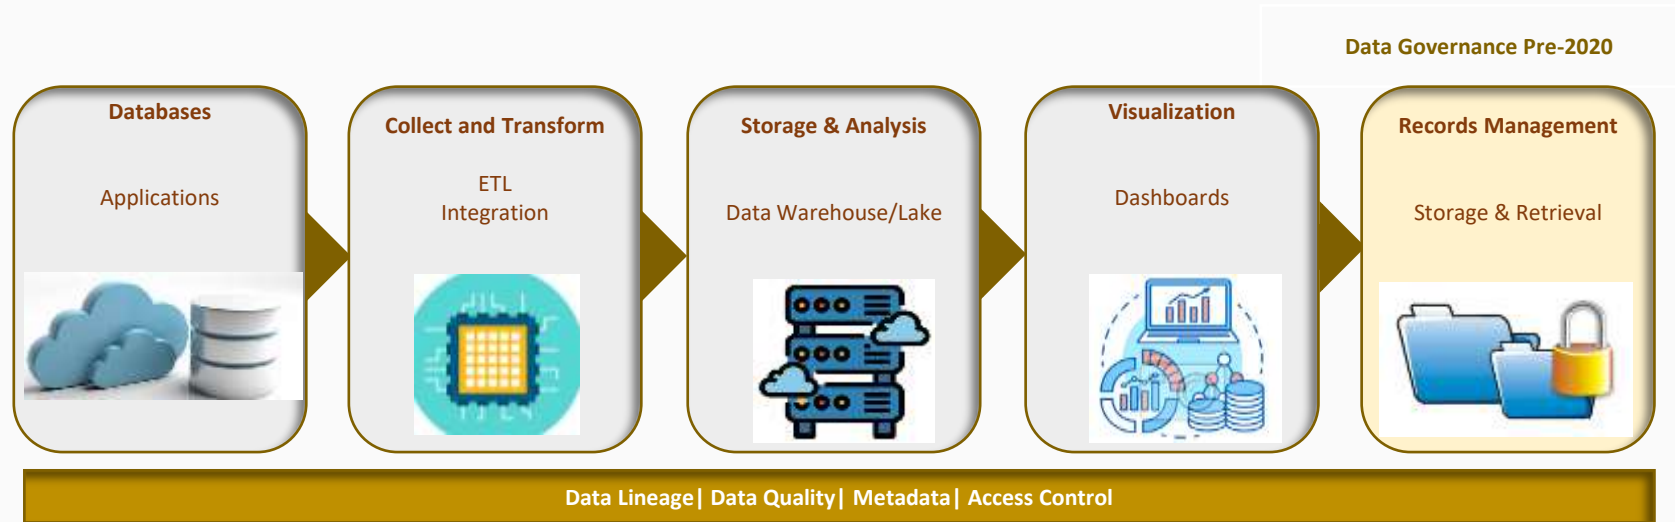 Data Governance Pre-2020
Databases
Applications
Collect and Transform
ETL
Integration
Storage & Analysis
Data Warehouse/Lake
Visualization
Dashboards
Records Management
Storage & Retrieval
Data Lineage| Data Quality| Metadata| Access Control